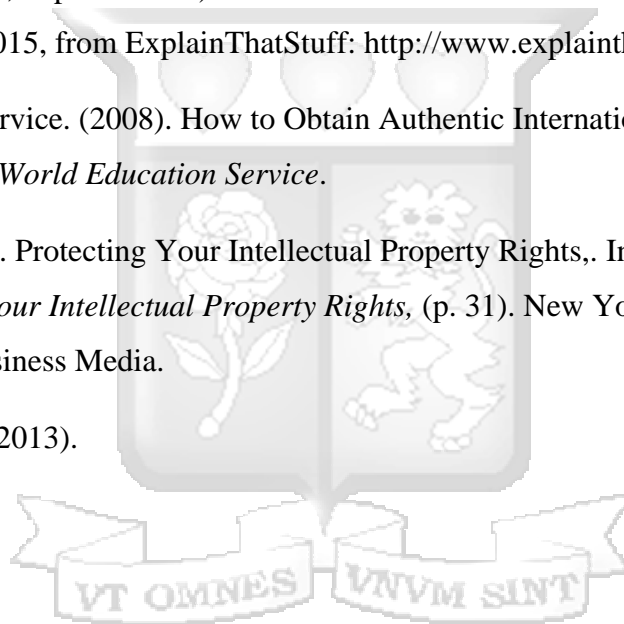 015, from ExplainThatStuff: http://www.explainth
rvice. (2008). How to Obtain Authentic Internatio
World Education Service.
. Protecting Your Intellectual Property Rights,. In
our Intellectual Property Rights, (p. 31). New Yo
siness Media.
2013).
VT OMNES VNVM SINT